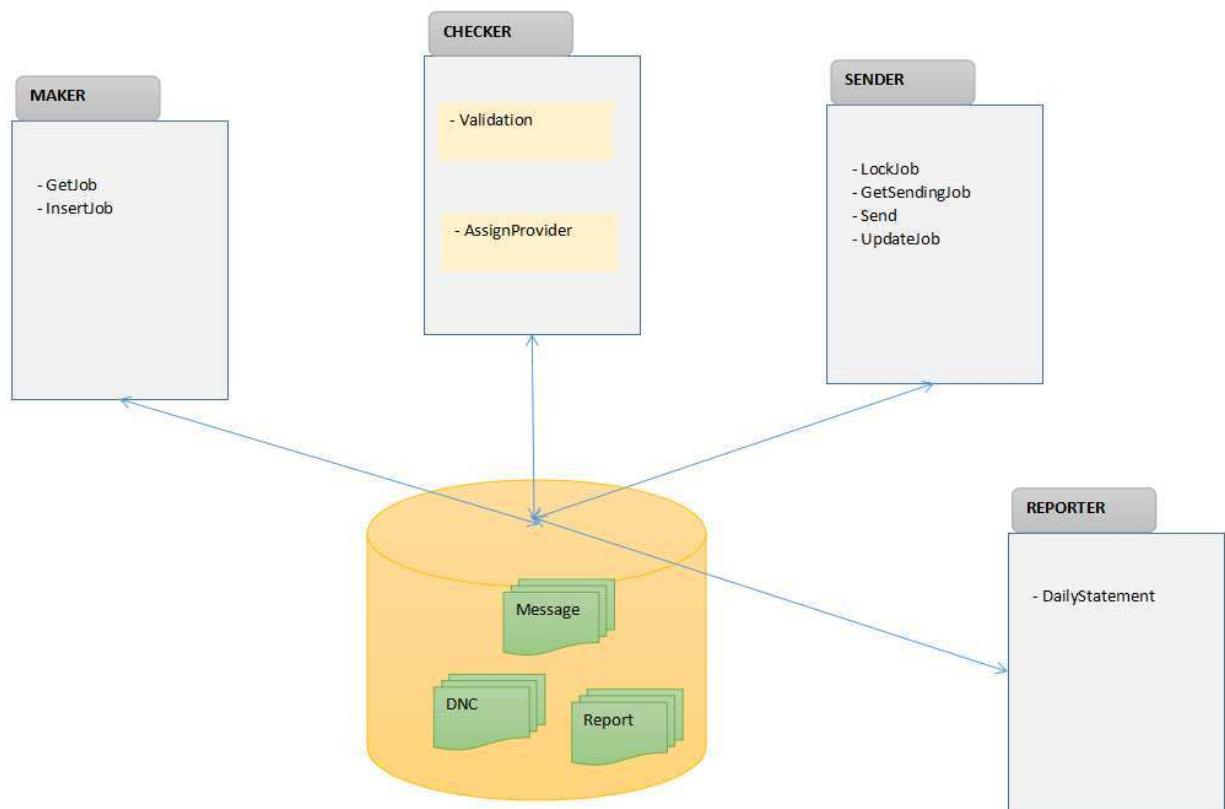 MAKER
- GetJob
- InsertJob
CHECKER
- Validation
- AssignProvider
SENDER
- LockJob
- GetSendingJob
- Send
- UpdateJob
REPORTER
- DailyStatement
Message
DNC
Report